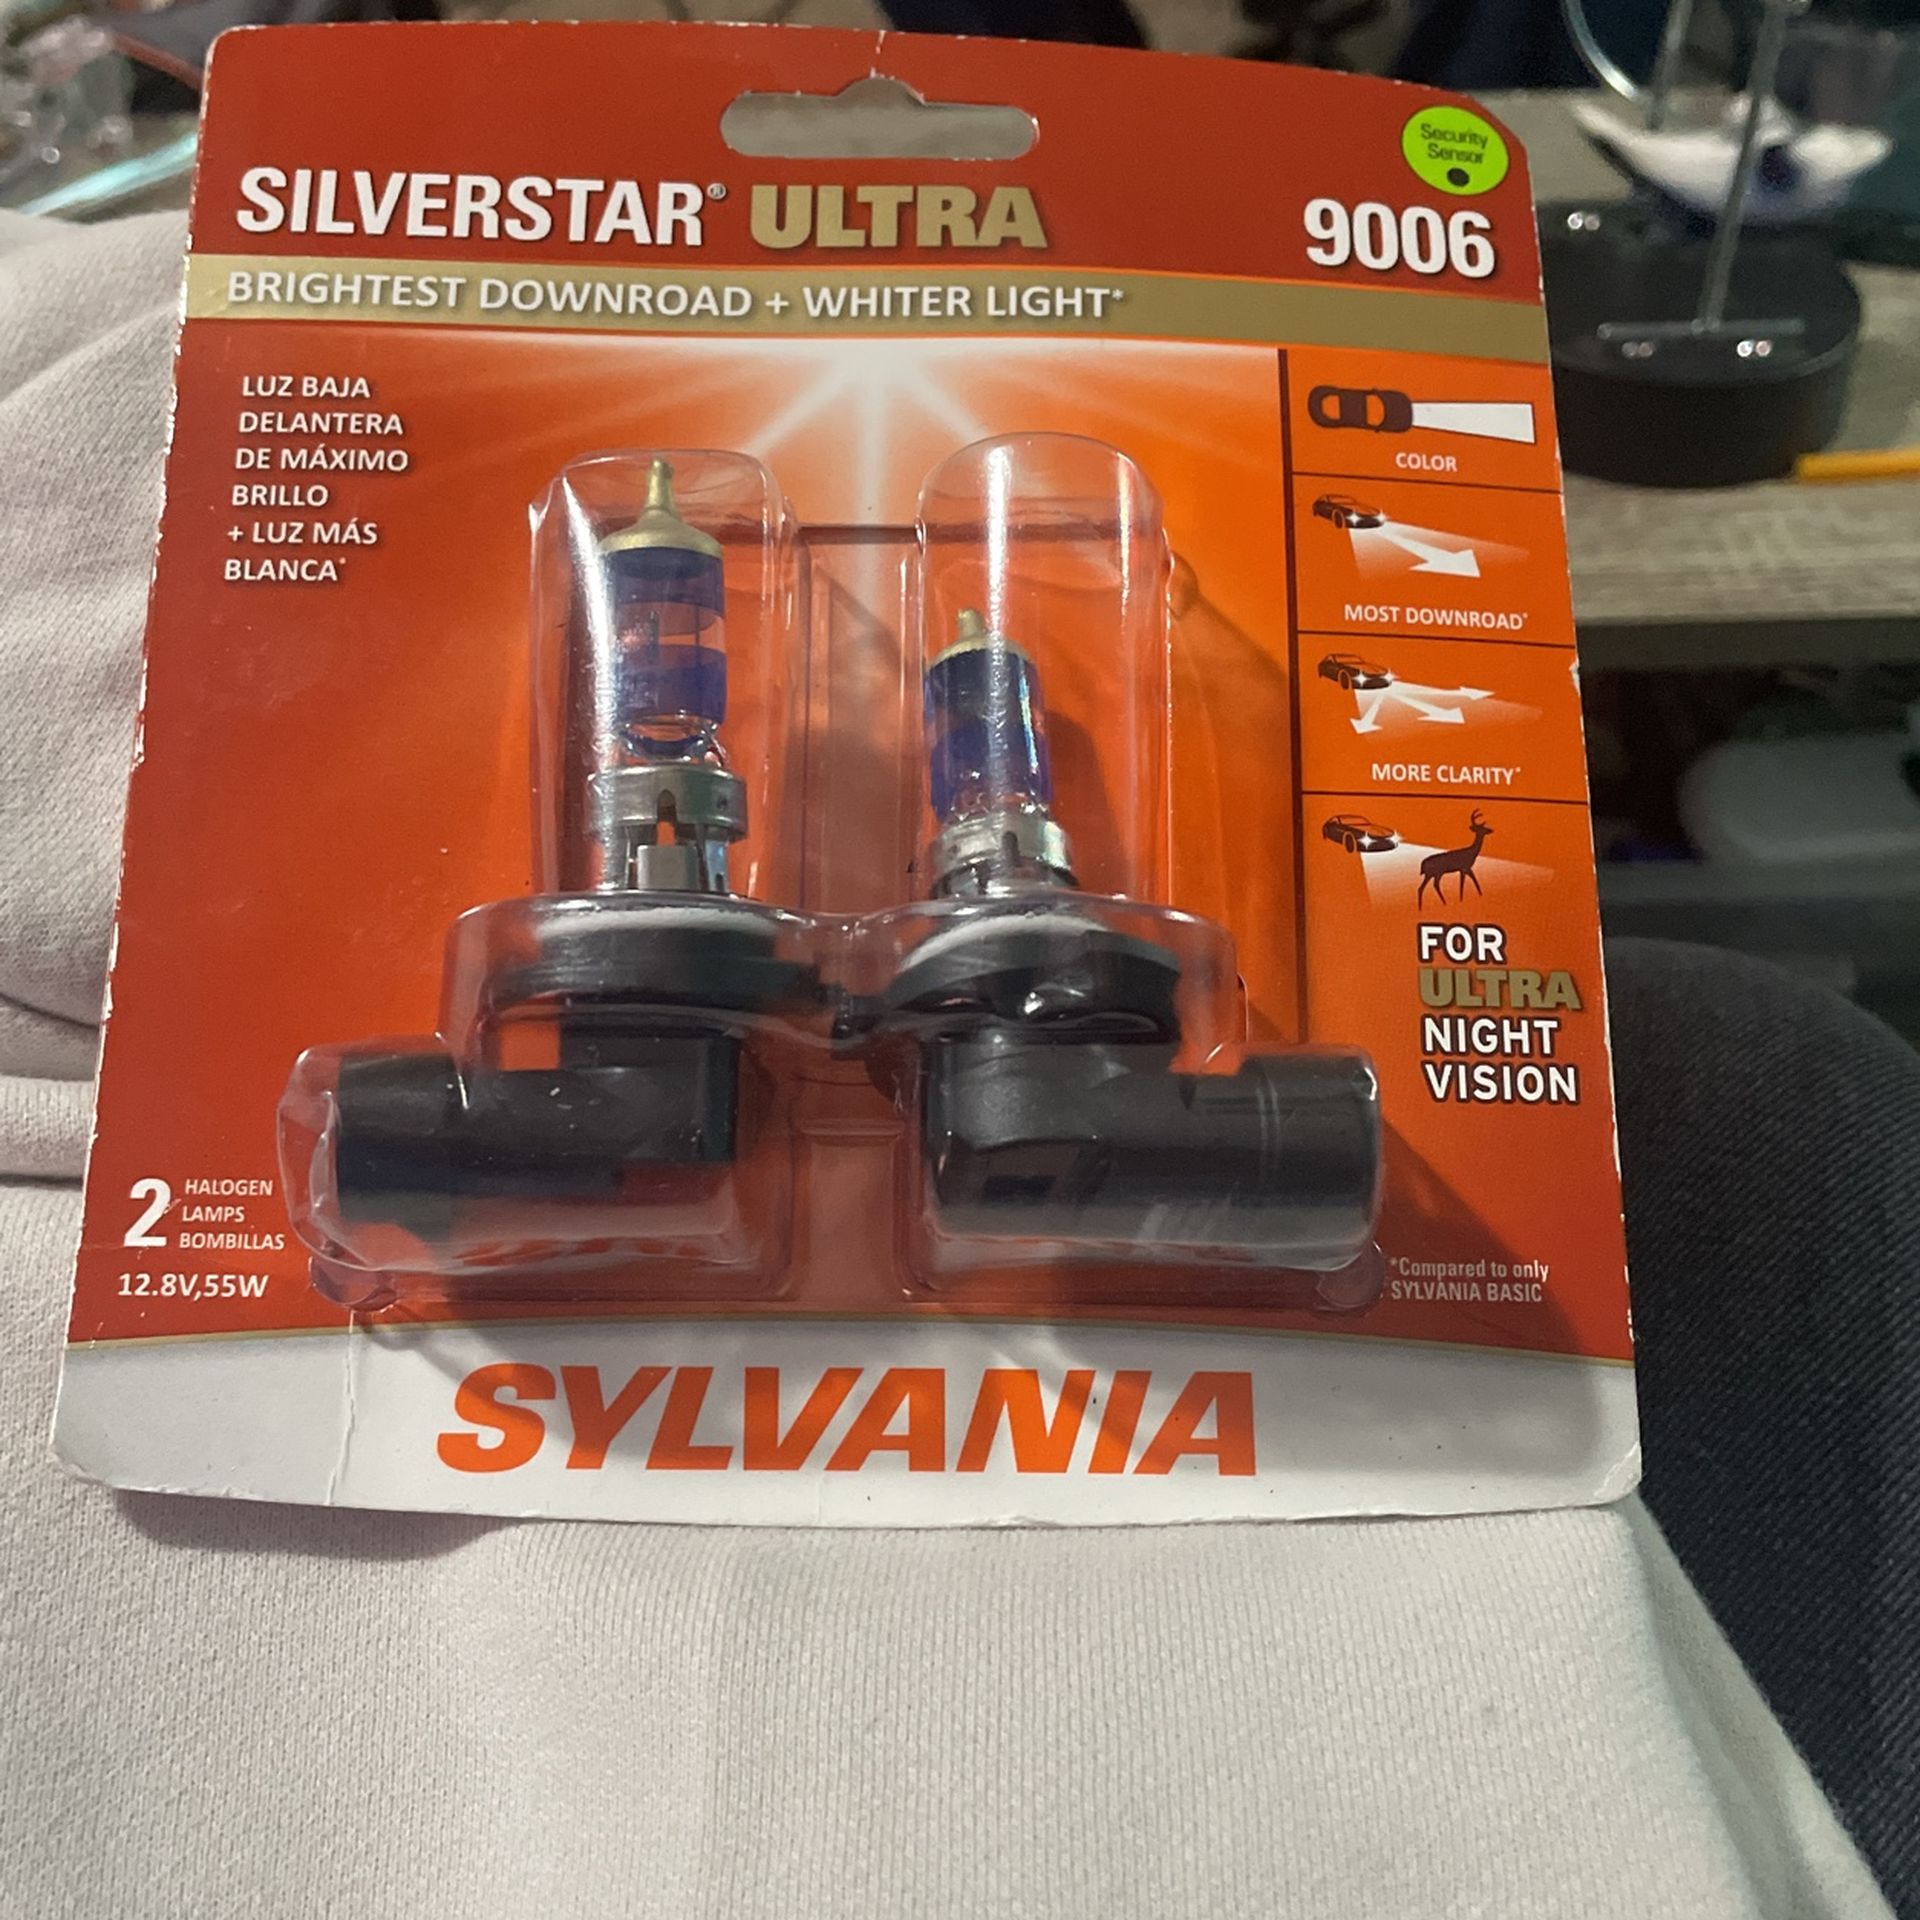 Security
Sensor
SILVERSTAR® ULTRA
9006
BRIGHTEST DOWNROAD + WHITER LIGHT*
LUZ BAJA
DELANTERA
DE MÁXIMO
BRILLO
+ LUZ MÁS
BLANCA*
COLOR
MOST DOWNROAD*
MORE CLARITY*
FOR
ULTRA
NIGHT
VISION
2 HALOGEN
LAMPS
BOMBILLAS
12.8V,55W
*Compared to only
SYLVANIA BASIC
SYLVANIA